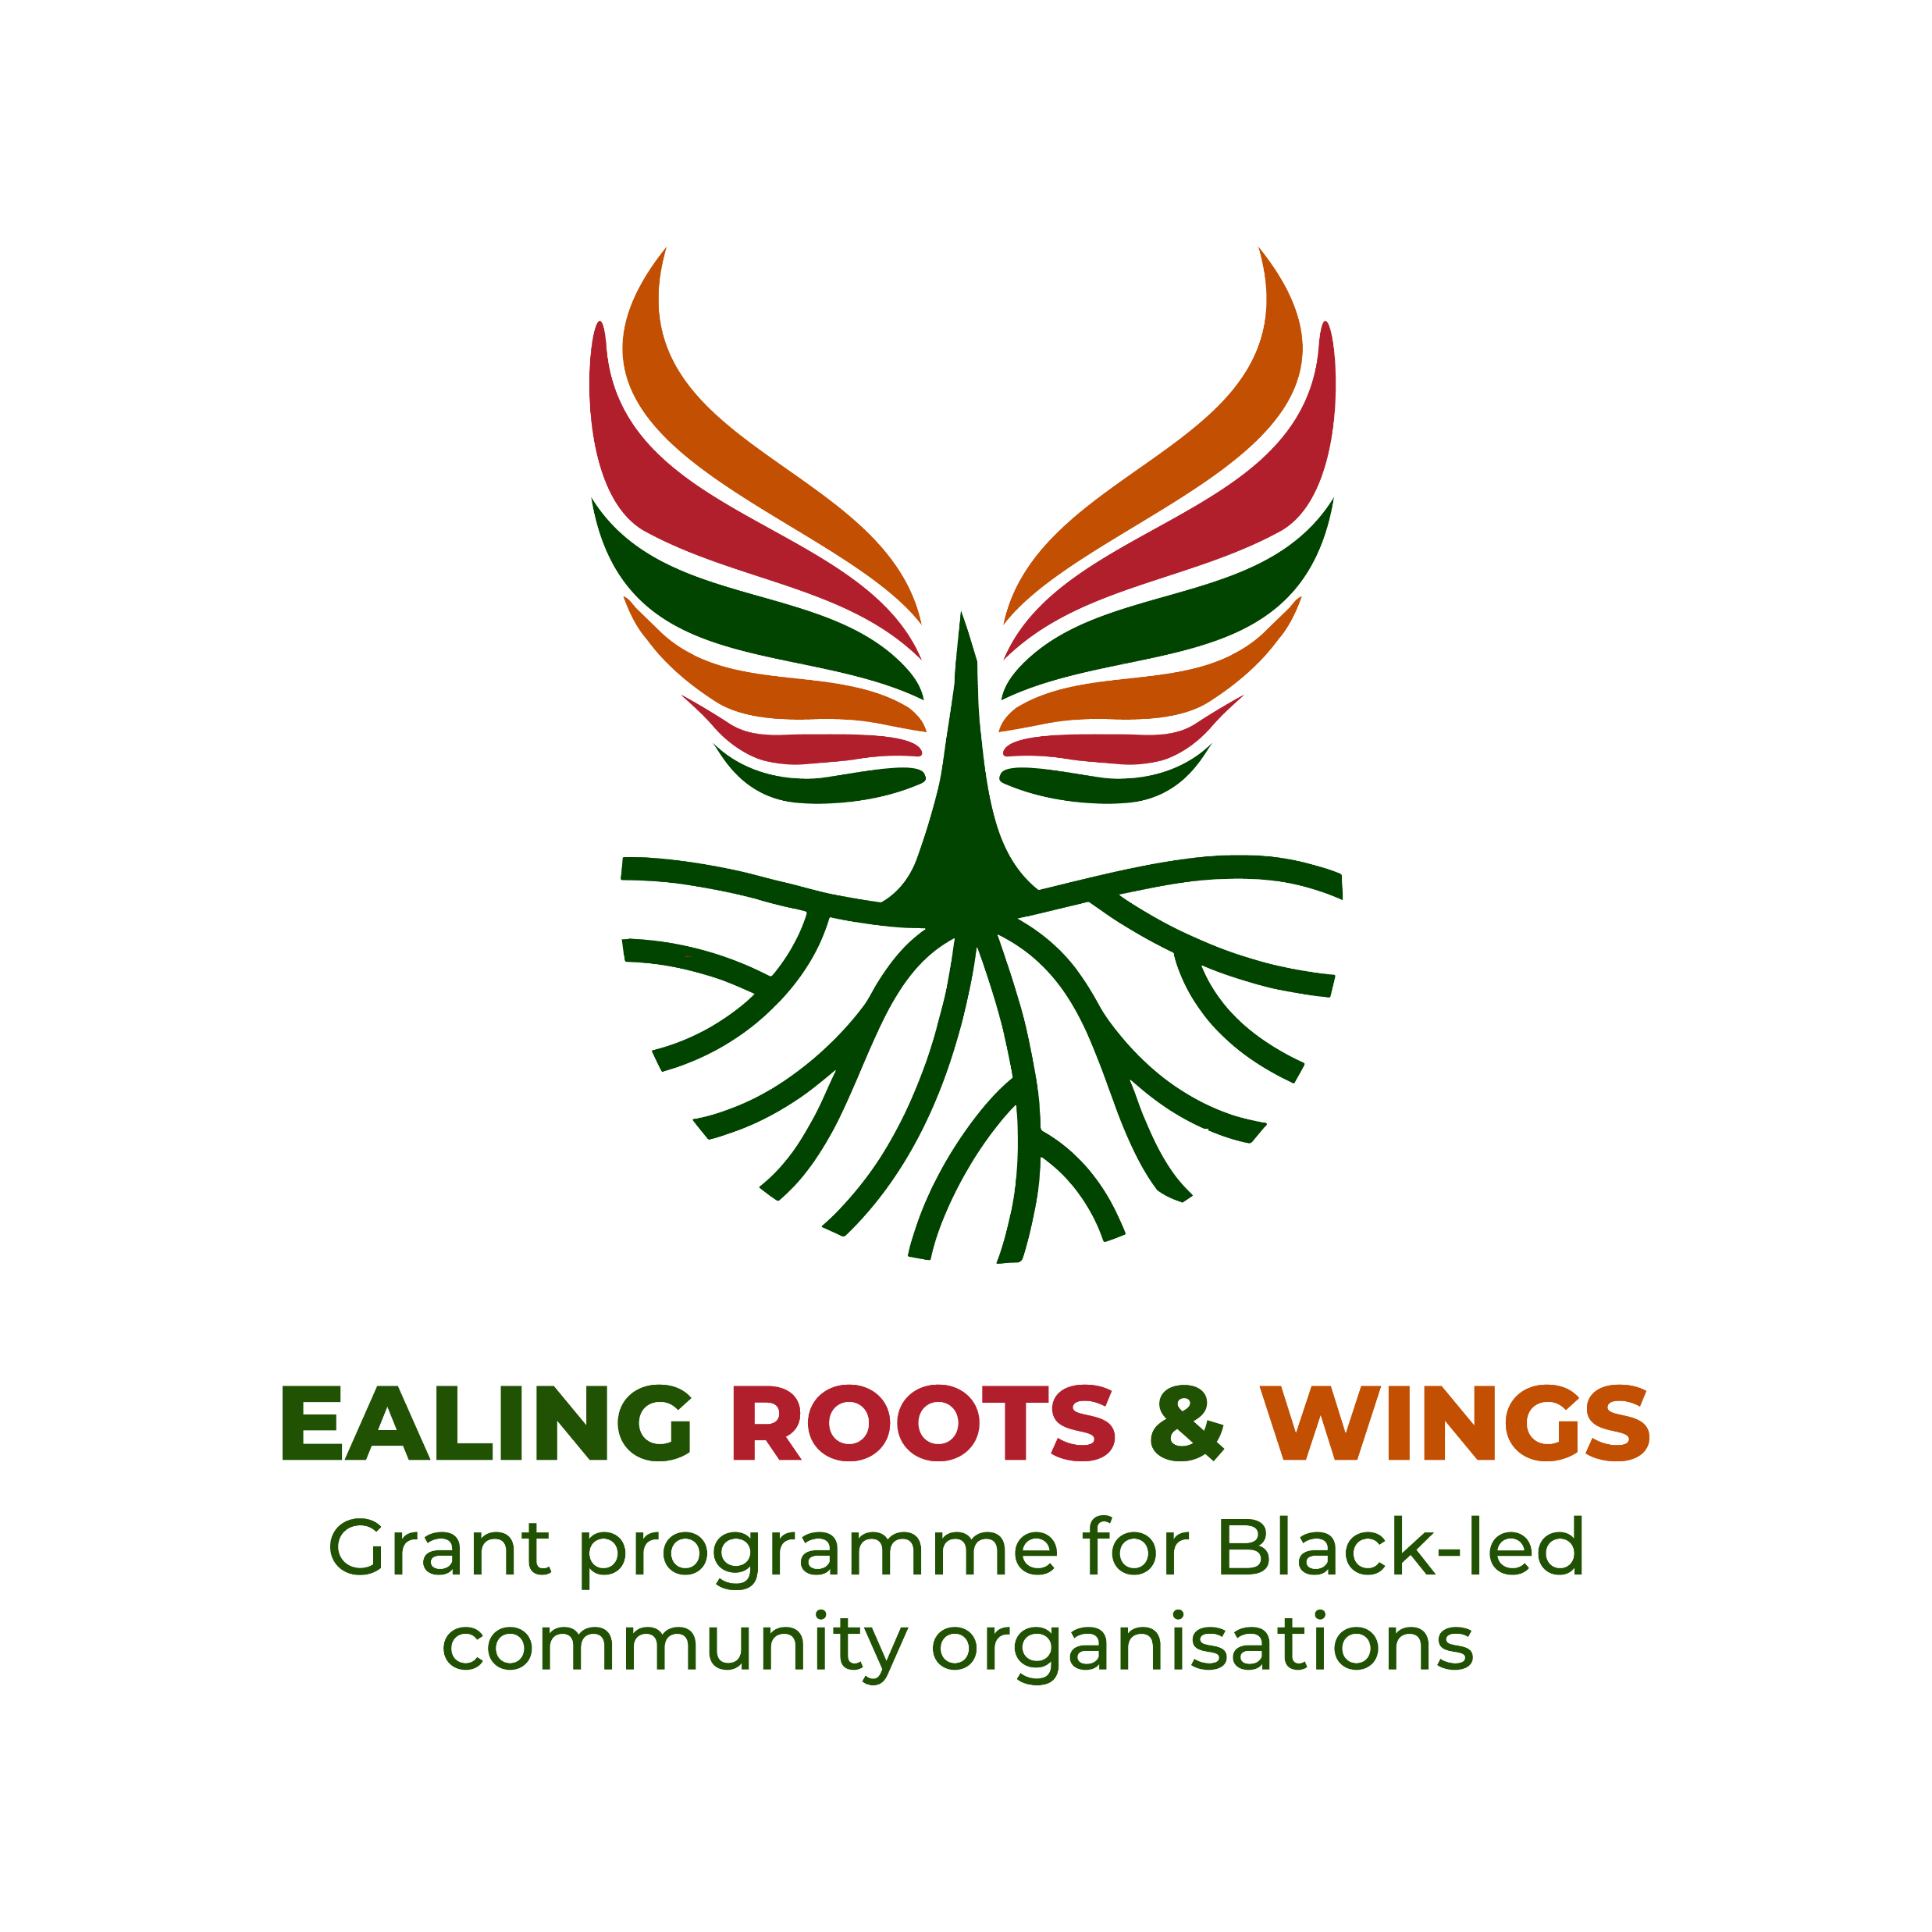 EALING ROOTS & WINGS
Grant programme for Black-led
community organisations